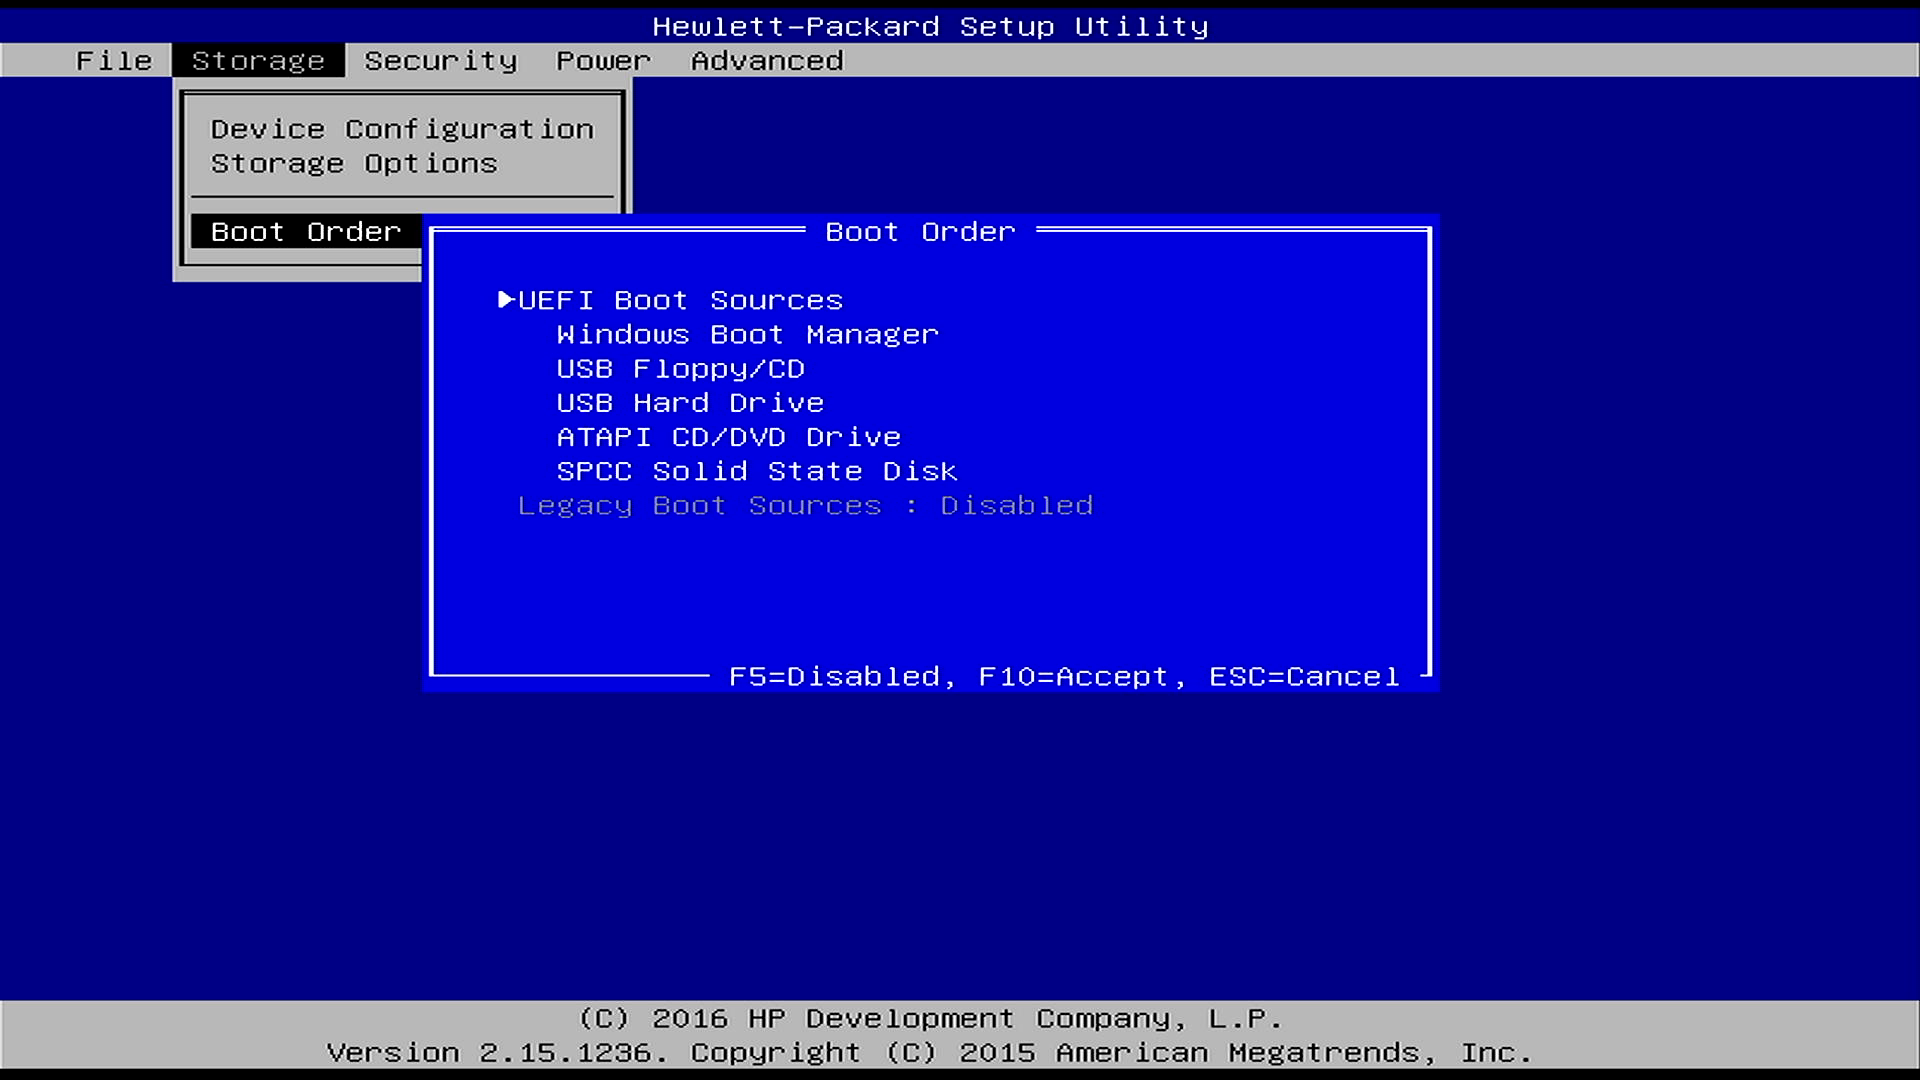 Hewlett-Packard Setup Utility
File Storage Security Power Advanced
Device Configuration
Storage Options
Boot Order
Boot Order
UEFI Boot Sources
Windows Boot Manager
USB Floppy/CD
USB Hard Drive
ATAPI CD/DVD Drive
SPCC Solid State Disk
Legacy Boot Sources : Disabled
F5=Disabled, F10=Accept, ESC=Cancel
(C) 2016 HP Development Company, L.P.
Version 2.15.1236. Copyright (C) 2015 American Megatrends, Inc.